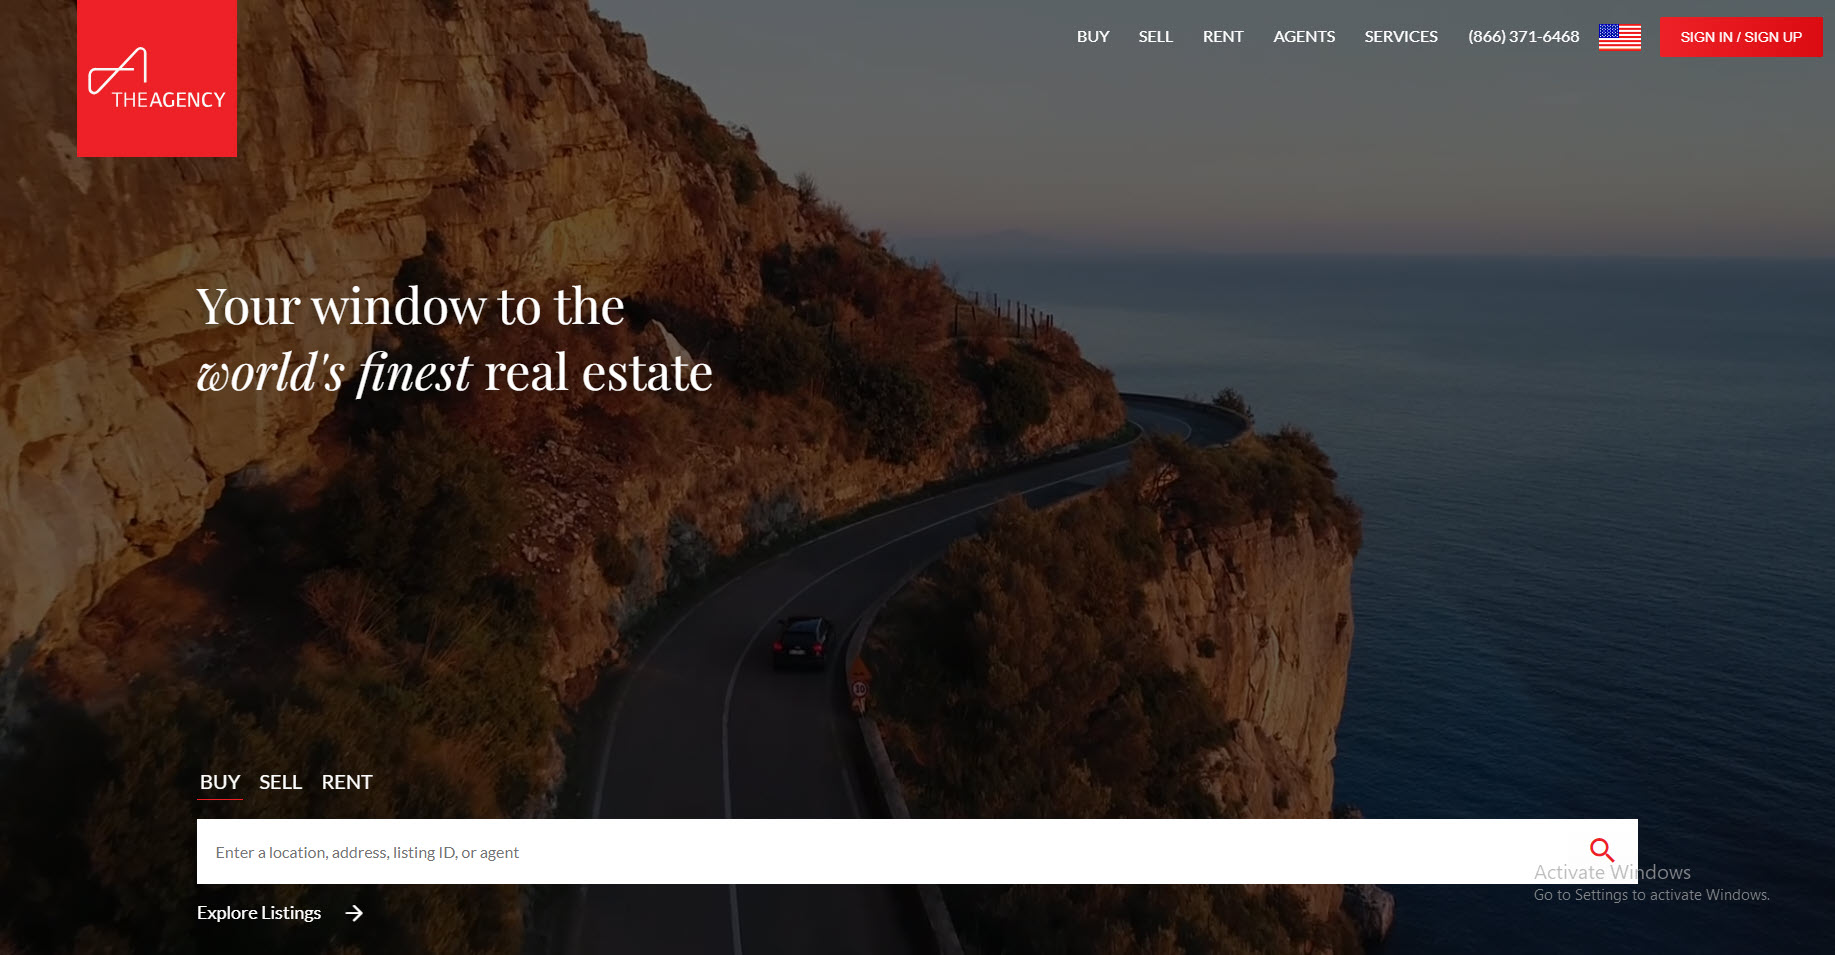 THEAGENCY
BUY SELL RENT AGENTS SERVICES (866) 371-6468 SIGN IN / SIGN UP
Your window to the
world's finest real estate
BUY SELL RENT
Enter a location, address, listing ID, or agent
Activate Windows
Go to Settings to activate Windows.
Explore Listings